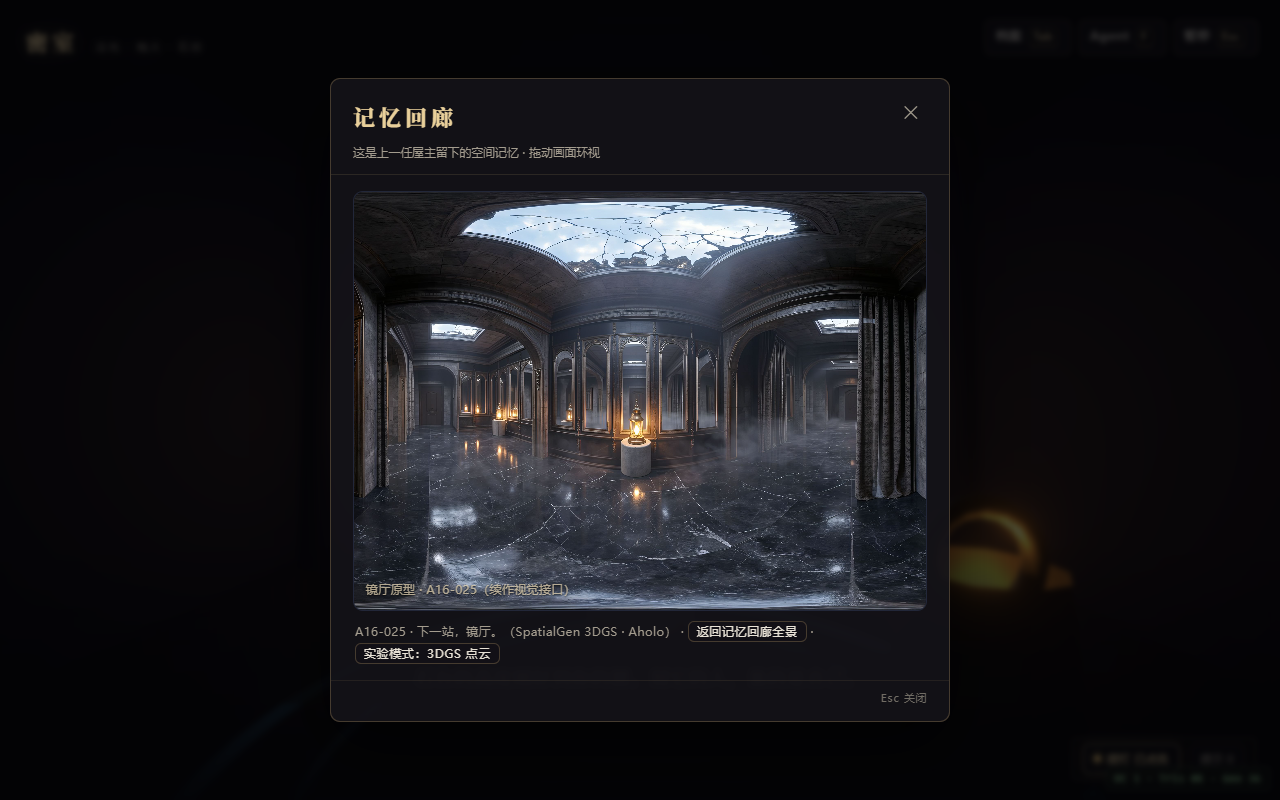 记忆回廊
这是上一任屋主留下的空间记忆 · 拖动画面环视
镜厅原型 · A16-025（续作视觉接口）
A16-025 · 下一站，镜厅。（SpatialGen 3DGS · Aholo） · 返回记忆回廊全景 ·
实验模式：3DGS 点云
Esc 关闭